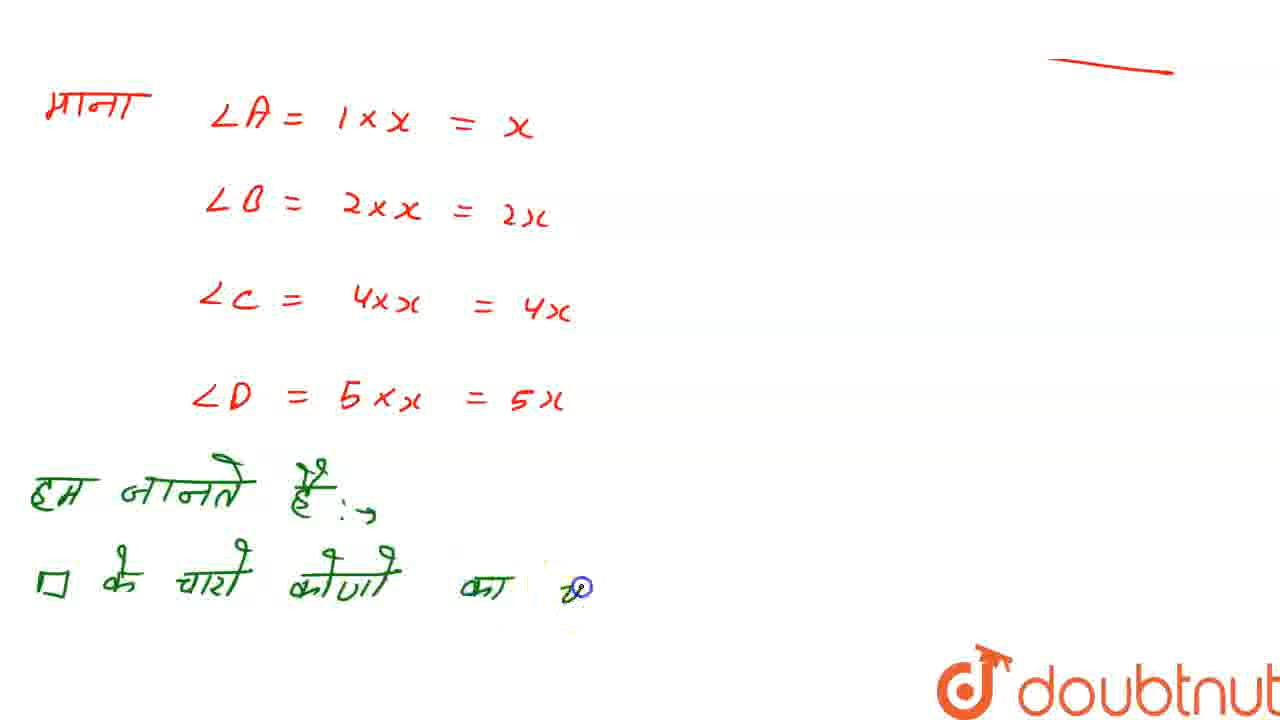 माना ∠A = 1 × x = x
∠B = 2 × x = 2x
∠C = 4 × x = 4x
∠D = 5 × x = 5x
हम जानते हैं :→
□ के चारो कोणो का
doubtnut